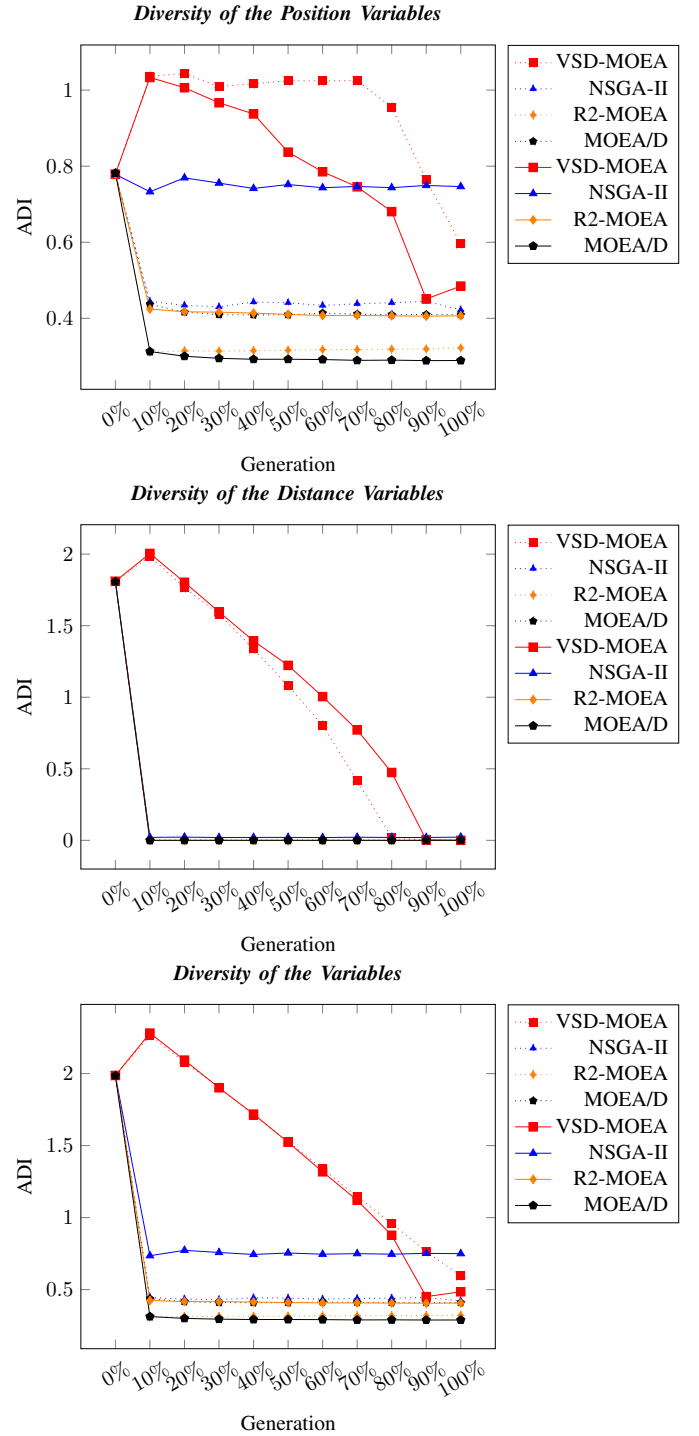 Diversity of the Position Variables
1
0.8
0.6
0.4
ADI
0%
10%
20%
30%
40%
50%
60%
70%
80%
90%
100%
Generation
VSD-MOEA
NSGA-II
R2-MOEA
MOEA/D
VSD-MOEA
NSGA-II
R2-MOEA
MOEA/D
Diversity of the Distance Variables
2
1.5
1
0.5
0
ADI
0%
10%
20%
30%
40%
50%
60%
70%
80%
90%
100%
Generation
VSD-MOEA
NSGA-II
R2-MOEA
MOEA/D
VSD-MOEA
NSGA-II
R2-MOEA
MOEA/D
Diversity of the Variables
2
1.5
1
0.5
ADI
0%
10%
20%
30%
40%
50%
60%
70%
80%
90%
100%
Generation
VSD-MOEA
NSGA-II
R2-MOEA
MOEA/D
VSD-MOEA
NSGA-II
R2-MOEA
MOEA/D